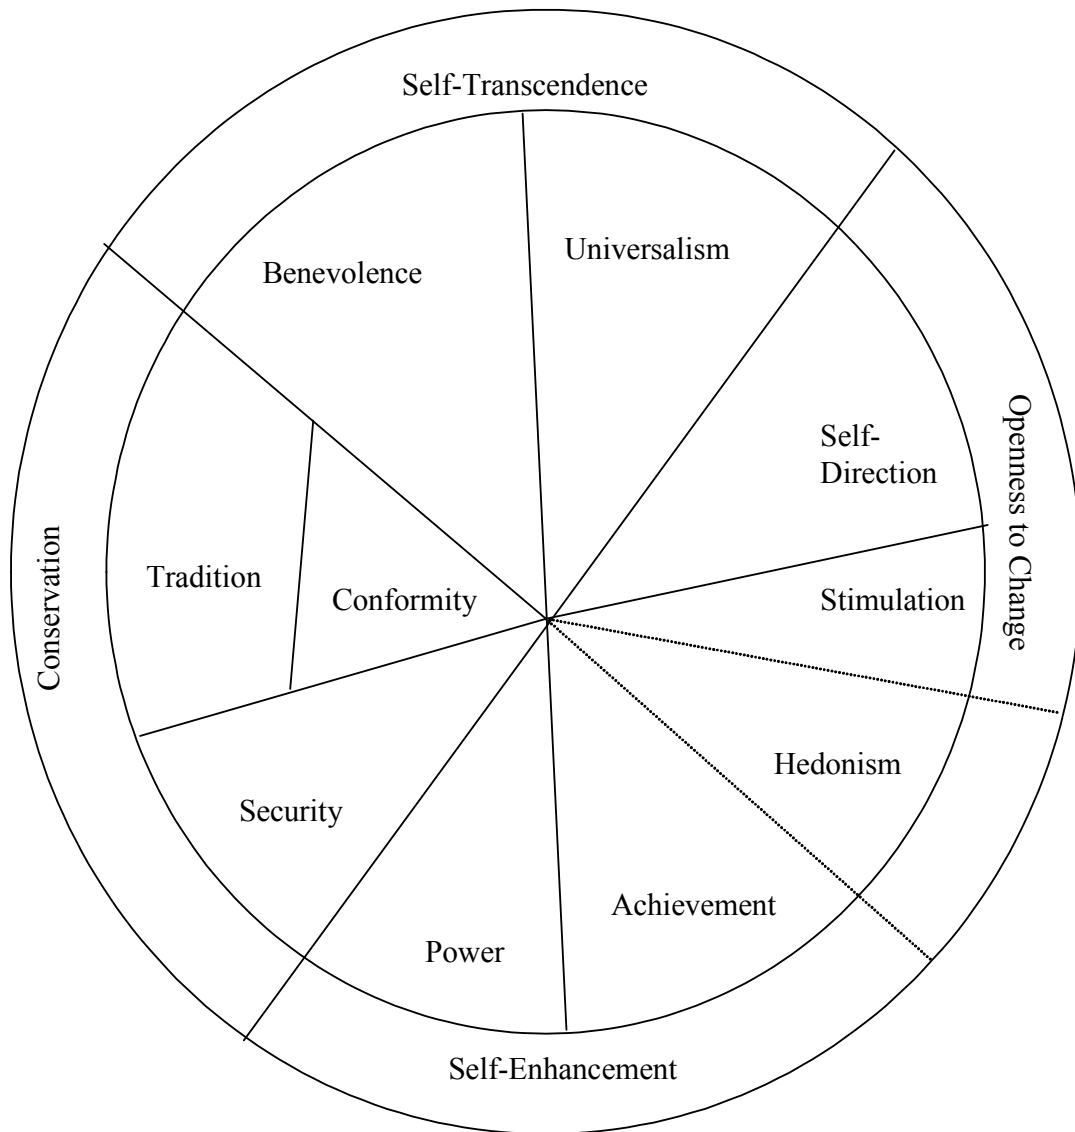 Self-Transcendence
Universalism
Benevolence
Self-
Direction
Openness to Change
Stimulation
Tradition
Conformity
Conservation
Hedonism
Security
Achievement
Power
Self-Enhancement